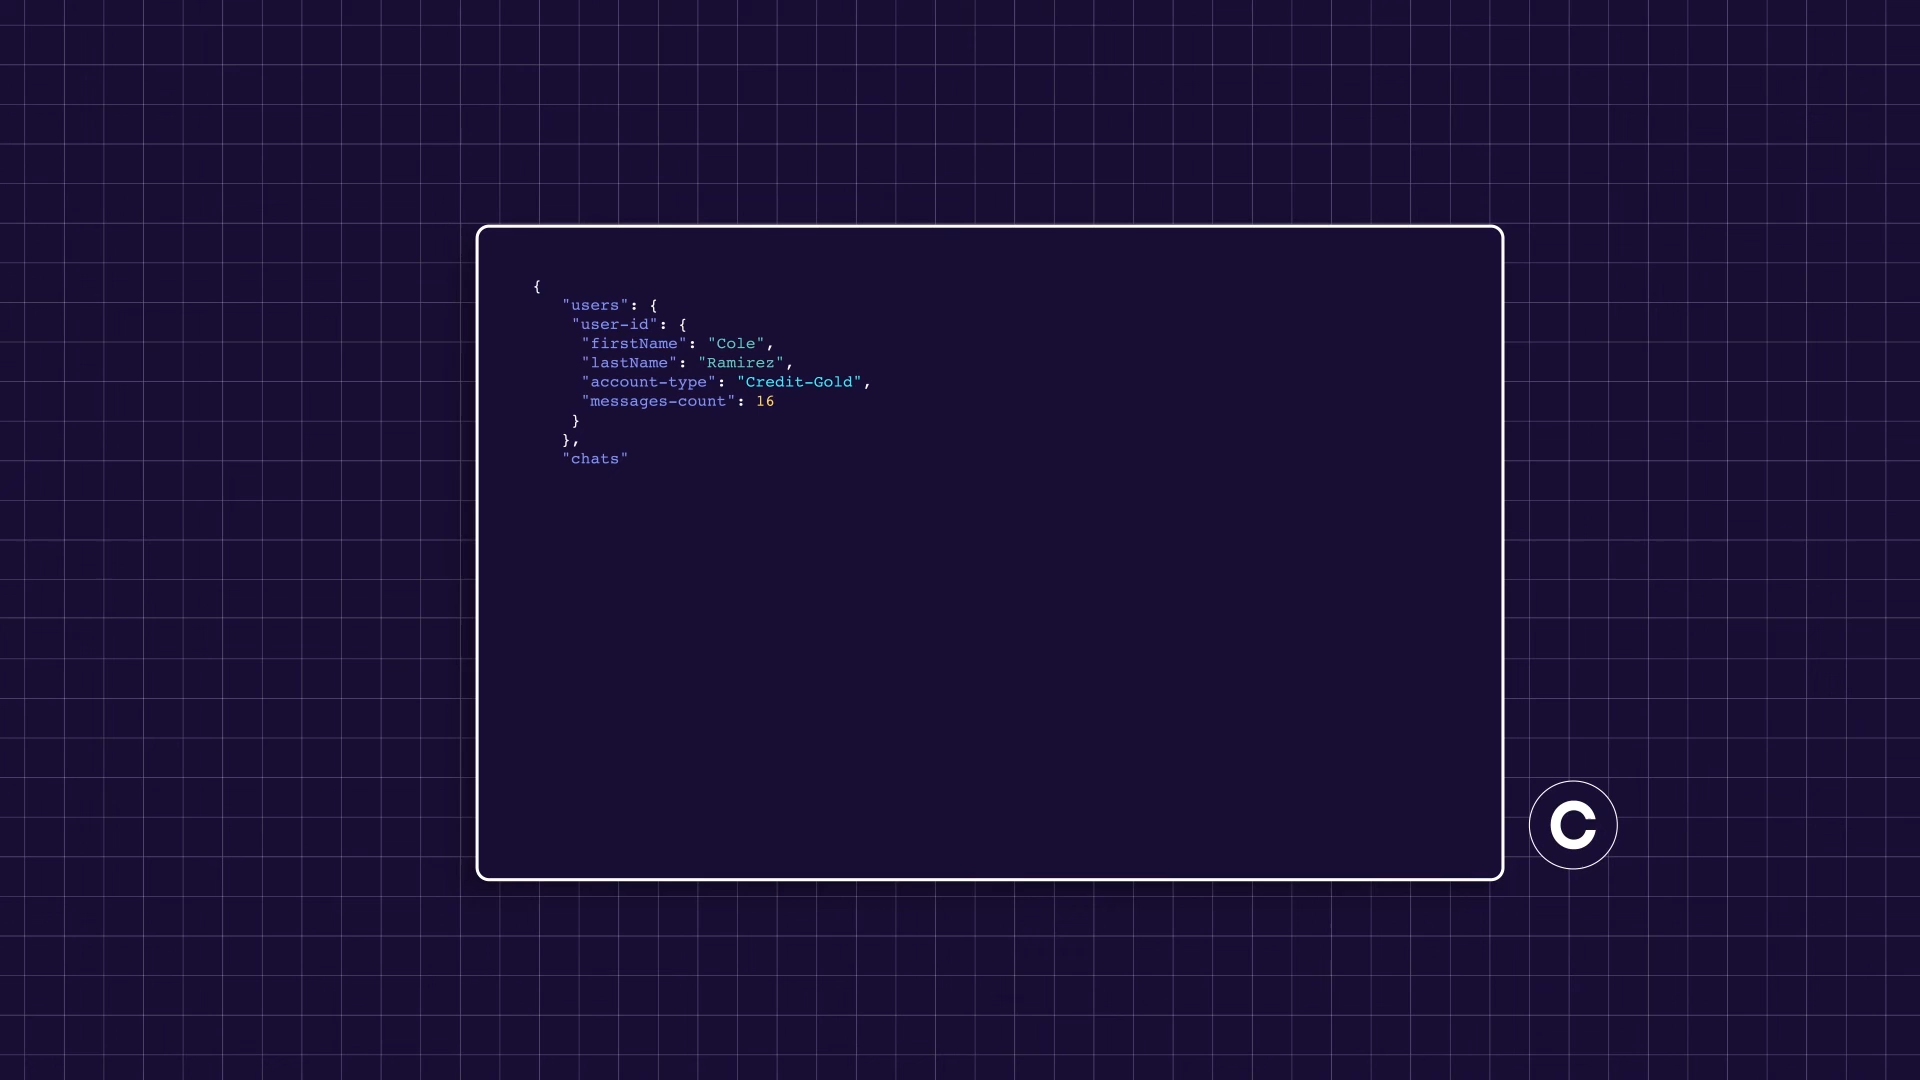 {
"users": {
"user-id": {
"firstName": "Cole",
"lastName": "Ramirez",
"account-type": "Credit-Gold",
"messages-count": 16
}
},
"chats"
C